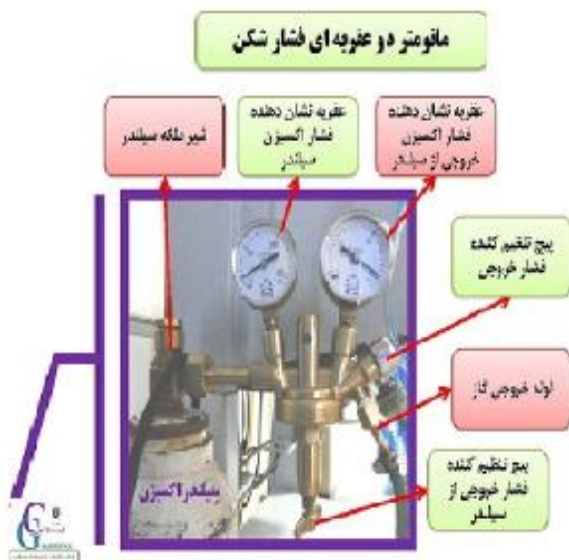 مانومتر دو عقربه ای فشار شکن
عقربه نشان دهنده
فشار اکسیژن
خروجی از سیلندر
عقربه نشان دهنده
فشار اکسیژن
سیلندر
شیر فلکه سیلندر
پیچ تنظیم کننده
فشار خروجی
لوله خروجی گاز
پیچ تنظیم کننده
فشار خروجی از
سیلندر
سیلندر اکسیژن